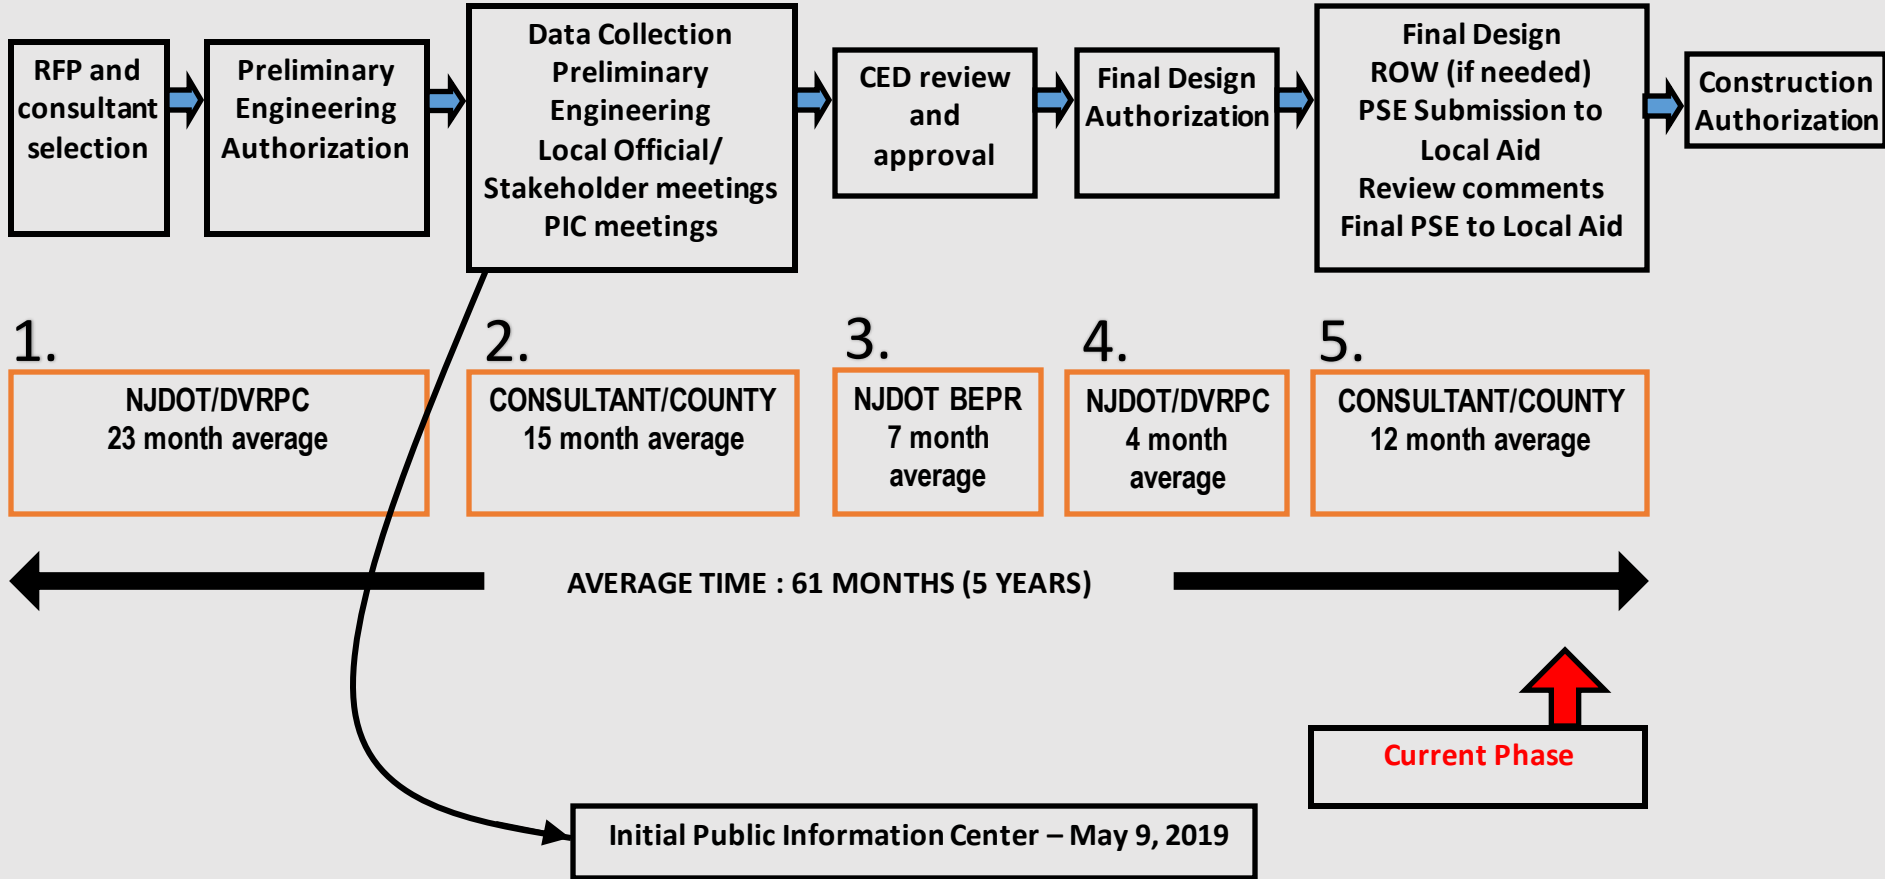 RFP and
consultant
selection
Preliminary
Engineering
Authorization
Data Collection
Preliminary
Engineering
Local Official/
Stakeholder meetings
PIC meetings
CED review
and
approval
Final Design
Authorization
Final Design
ROW (if needed)
PSE Submission to
Local Aid
Review comments
Final PSE to Local Aid
Construction
Authorization
1.
NJDOT/DVRPC
23 month average
2.
CONSULTANT/COUNTY
15 month average
3.
NJDOT BEPR
7 month
average
4.
NJDOT/DVRPC
4 month
average
5.
CONSULTANT/COUNTY
12 month average
AVERAGE TIME : 61 MONTHS (5 YEARS)
Current Phase
Initial Public Information Center – May 9, 2019